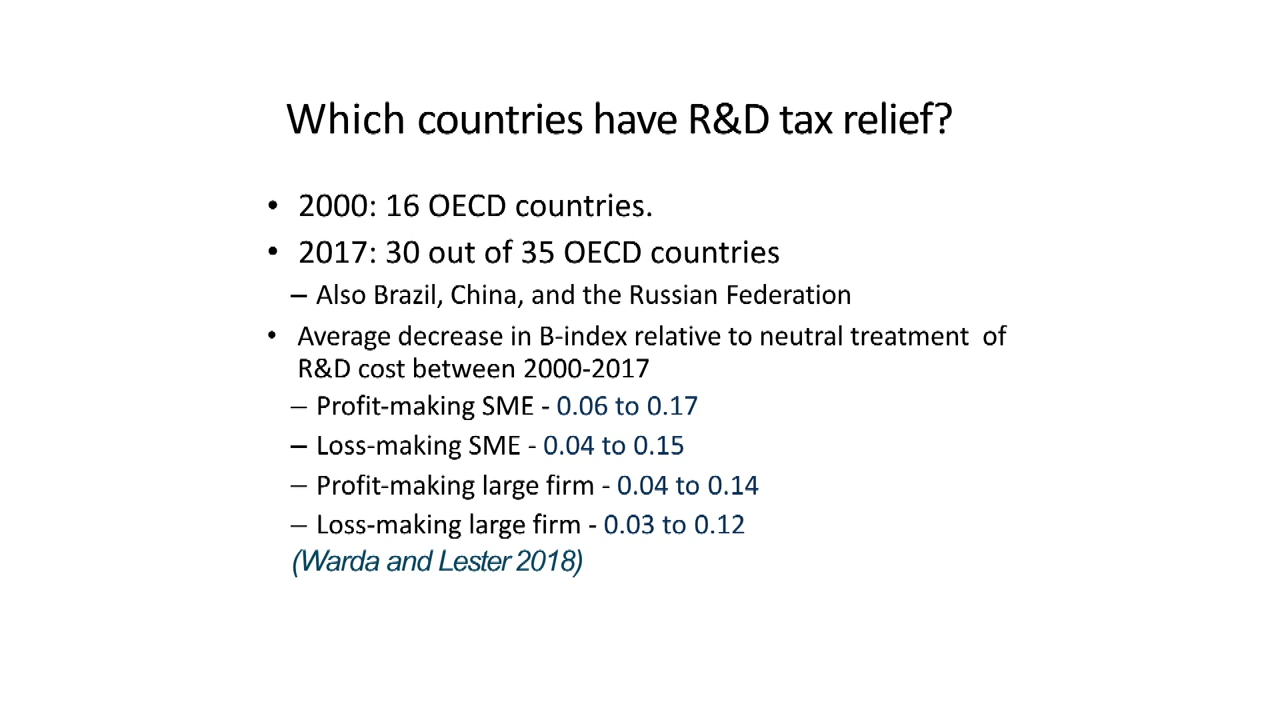 Which countries have R&D tax relief?
• 2000: 16 OECD countries.
• 2017: 30 out of 35 OECD countries
– Also Brazil, China, and the Russian Federation
• Average decrease in B-index relative to neutral treatment of
R&D cost between 2000-2017
– Profit-making SME - 0.06 to 0.17
– Loss-making SME - 0.04 to 0.15
– Profit-making large firm - 0.04 to 0.14
– Loss-making large firm - 0.03 to 0.12
(Warda and Lester 2018)